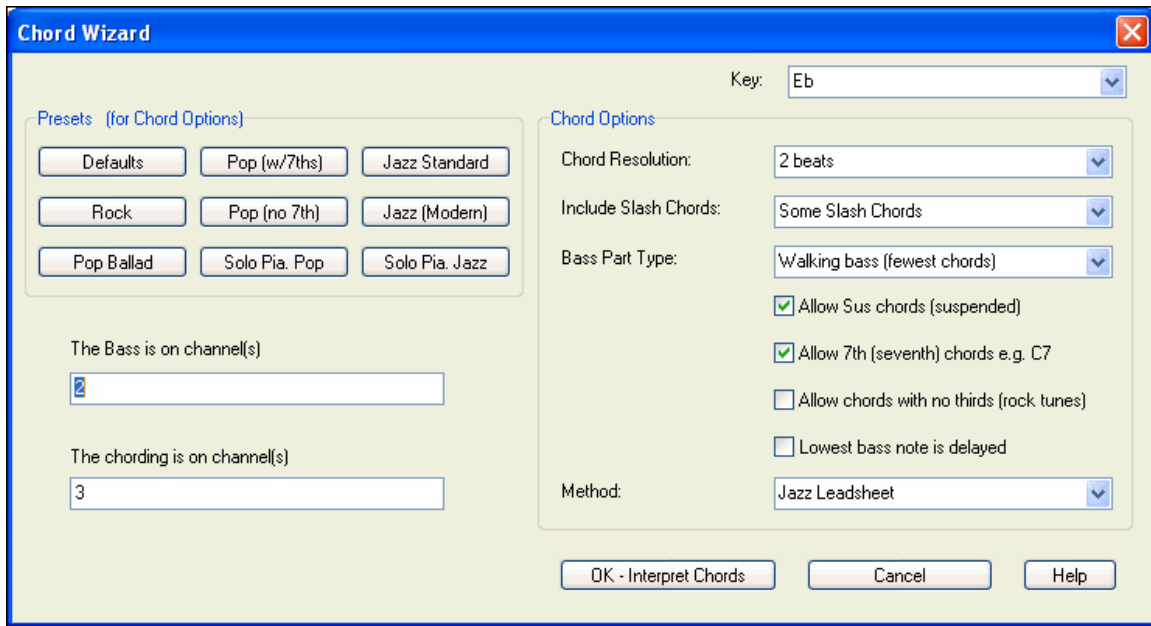 Chord Wizard
Key: Eb
Presets (for Chord Options)
Defaults Pop (w/7ths) Jazz Standard
Rock Pop (no 7th) Jazz (Modern)
Pop Ballad Solo Pia. Pop Solo Pia. Jazz
The Bass is on channel(s)
2
The chording is on channel(s)
3
Chord Options
Chord Resolution: 2 beats
Include Slash Chords: Some Slash Chords
Bass Part Type: Walking bass (fewest chords)
Allow Sus chords (suspended)
Allow 7th (seventh) chords e.g. C7
Allow chords with no thirds (rock tunes)
Lowest bass note is delayed
Method: Jazz Leadsheet
OK - Interpret Chords Cancel Help